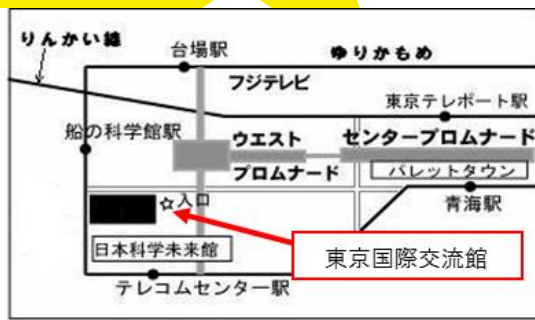 りんかい線
台場駅
ゆりかもめ
フジテレビ
東京テレポート駅
船の科学館駅
ウエスト
プロムナード
センタープロムナード
パレットタウン
青海駅
☆入口
東京国際交流館
日本科学未来館
テレコムセンター駅